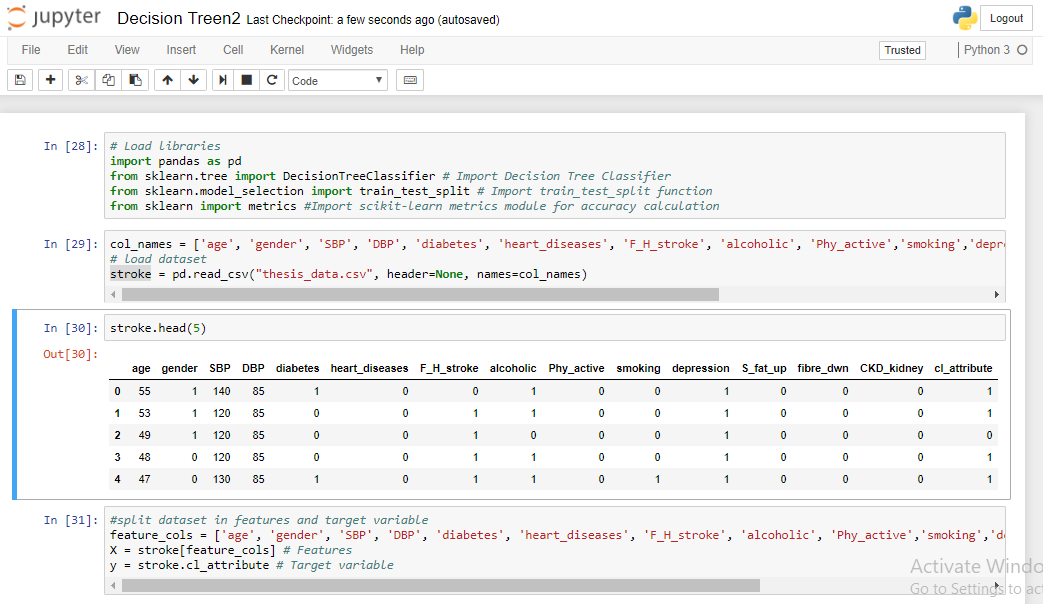 jupyter Decision Treen2 Last Checkpoint: a few seconds ago (autosaved) Logout
File Edit View Insert Cell Kernel Widgets Help Trusted Python 3
Code
In [28]: # Load libraries
import pandas as pd
from sklearn.tree import DecisionTreeClassifier # Import Decision Tree Classifier
from sklearn.model_selection import train_test_split # Import train_test_split function
from sklearn import metrics #Import scikit-learn metrics module for accuracy calculation
In [29]: col_names = ['age', 'gender', 'SBP', 'DBP', 'diabetes', 'heart_diseases', 'F_H_stroke', 'alcoholic', 'Phy_active','smoking','depr
# load dataset
stroke = pd.read_csv("thesis_data.csv", header=None, names=col_names)
In [30]: stroke.head(5)
Out[30]:
age gender SBP DBP diabetes heart_diseases F_H_stroke alcoholic Phy_active smoking depression S_fat_up fibre_dwn CKD_kidney cl_attribute
0 55 1 140 85 1 0 0 1 0 0 1 0 0 0 1
1 53 1 120 85 0 0 1 1 0 0 1 0 0 0 1
2 49 1 120 85 0 0 1 0 0 0 1 0 0 0 0
3 48 0 120 85 0 0 1 1 0 0 1 0 0 0 1
4 47 0 130 85 1 0 1 1 0 1 1 0 0 0 1
In [31]: #split dataset in features and target variable
feature_cols = ['age', 'gender', 'SBP', 'DBP', 'diabetes', 'heart_diseases', 'F_H_stroke', 'alcoholic', 'Phy_active','smoking','d
X = stroke[feature_cols] # Features
y = stroke.cl_attribute # Target variable
Activate Windo
Go to Settings to act